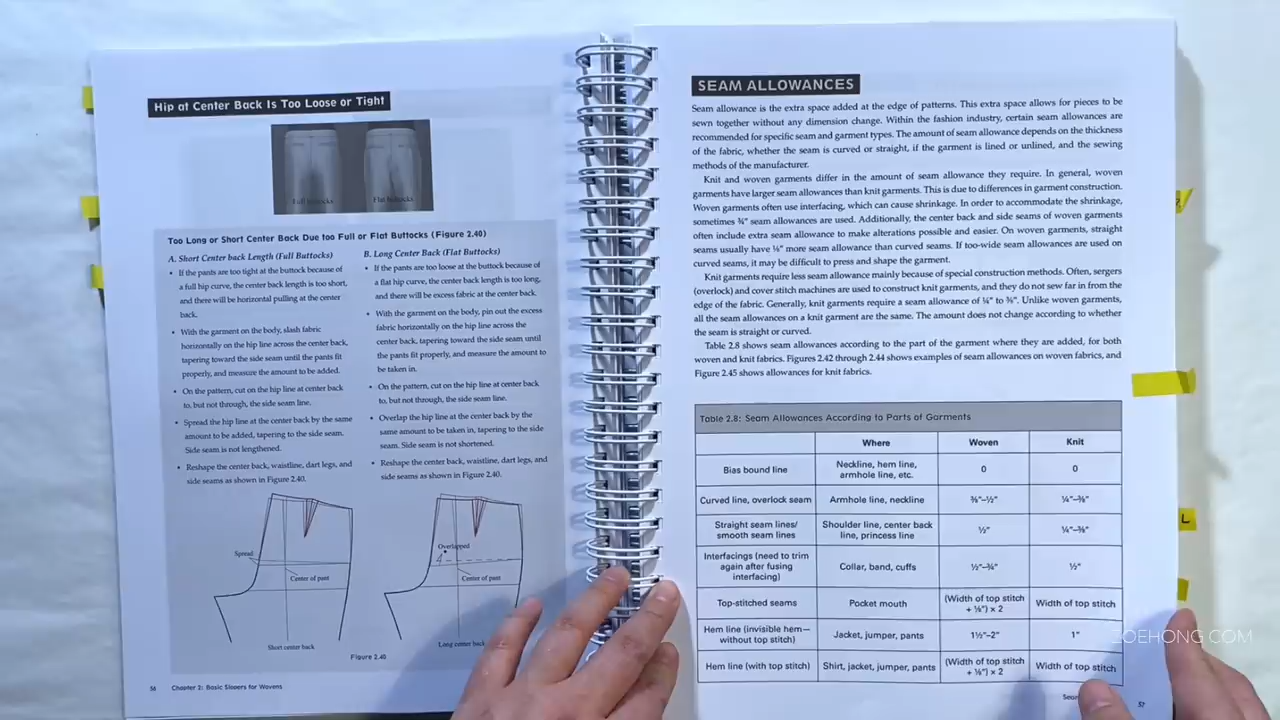 Hip at Center Back Is Too Loose or Tight
Full buttocks
Flat buttocks
Too Long or Short Center Back Due too Full or Flat Buttocks (Figure 2.40)
A. Short Center back Length (Full Buttocks)
• If the pants are too tight at the buttock because of
a full hip curve, the center back length is too short,
and there will be horizontal pulling at the center
back.
• With the garment on the body, slash fabric
horizontally on the hip line across the center back,
tapering toward the side seam until the pants fit
properly, and measure the amount to be added.
• On the pattern, cut on the hip line at center back
to, but not through, the side seam line.
• Spread the hip line at the center back by the same
amount to be added, tapering to the side seam.
Side seam is not lengthened.
• Reshape the center back, waistline, dart legs, and
side seams as shown in Figure 2.40.
B. Long Center Back (Flat Buttocks)
• If the pants are too loose at the buttock because of
a flat hip curve, the center back length is too long,
and there will be excess fabric at the center back.
• With the garment on the body, pin out the excess
fabric horizontally on the hip line across the
center back, tapering toward the side seam until
the pants fit properly, and measure the amount to
be taken in.
• On the pattern, cut on the hip line at center back
to, but not through, the side seam line.
• Overlap the hip line at the center back by the
same amount to be taken in, tapering to the side
seam. Side seam is not shortened.
• Reshape the center back, waistline, dart legs, and
side seams as shown in Figure 2.40.
Spread
Center of pant
Short center back
Overlapped
Center of pant
Long center back
Figure 2.40
56 Chapter 2: Basic Slopers for Wovens
SEAM ALLOWANCES
Seam allowance is the extra space added at the edge of patterns. This extra space allows for pieces to be
sewn together without any dimension change. Within the fashion industry, certain seam allowances are
recommended for specific seam and garment types. The amount of seam allowance depends on the thickness
of the fabric, whether the seam is curved or straight, if the garment is lined or unlined, and the sewing
methods of the manufacturer.
Knit and woven garments differ in the amount of seam allowance they require. In general, woven
garments have larger seam allowances than knit garments. This is due to differences in garment construction.
Woven garments often use interfacing, which can cause shrinkage. In order to accommodate the shrinkage,
sometimes ¾" seam allowances are used. Additionally, the center back and side seams of woven garments
often include extra seam allowance to make alterations possible and easier. On woven garments, straight
seams usually have ⅛" more seam allowance than curved seams. If too-wide seam allowances are used on
curved seams, it may be difficult to press and shape the garment.
Knit garments require less seam allowance mainly because of special construction methods. Often, sergers
(overlock) and cover stitch machines are used to construct knit garments, and they do not sew far in from the
edge of the fabric. Generally, knit garments require a seam allowance of ¼" to ⅜". Unlike woven garments,
all the seam allowances on a knit garment are the same. The amount does not change according to whether
the seam is straight or curved.
Table 2.8 shows seam allowances according to the part of the garment where they are added, for both
woven and knit fabrics. Figures 2.42 through 2.44 shows examples of seam allowances on woven fabrics, and
Figure 2.45 shows allowances for knit fabrics.
Table 2.8: Seam Allowances According to Parts of Garments
Where Woven Knit
Bias bound line Neckline, hem line, armhole line, etc. 0 0
Curved line, overlock seam Armhole line, neckline ⅜"–½" ¼"–⅜"
Straight seam lines/ smooth seam lines Shoulder line, center back line, princess line ½" ¼"–⅜"
Interfacings (need to trim again after fusing interfacing) Collar, band, cuffs ½"–¾" ½"
Top-stitched seams Pocket mouth (Width of top stitch + ⅛") x 2 Width of top stitch
Hem line (invisible hem—without top stitch) Jacket, jumper, pants 1½"–2" 1"
Hem line (with top stitch) Shirt, jacket, jumper, pants (Width of top stitch + ⅛") x 2 Width of top stitch
57
ZOEHONG.COM